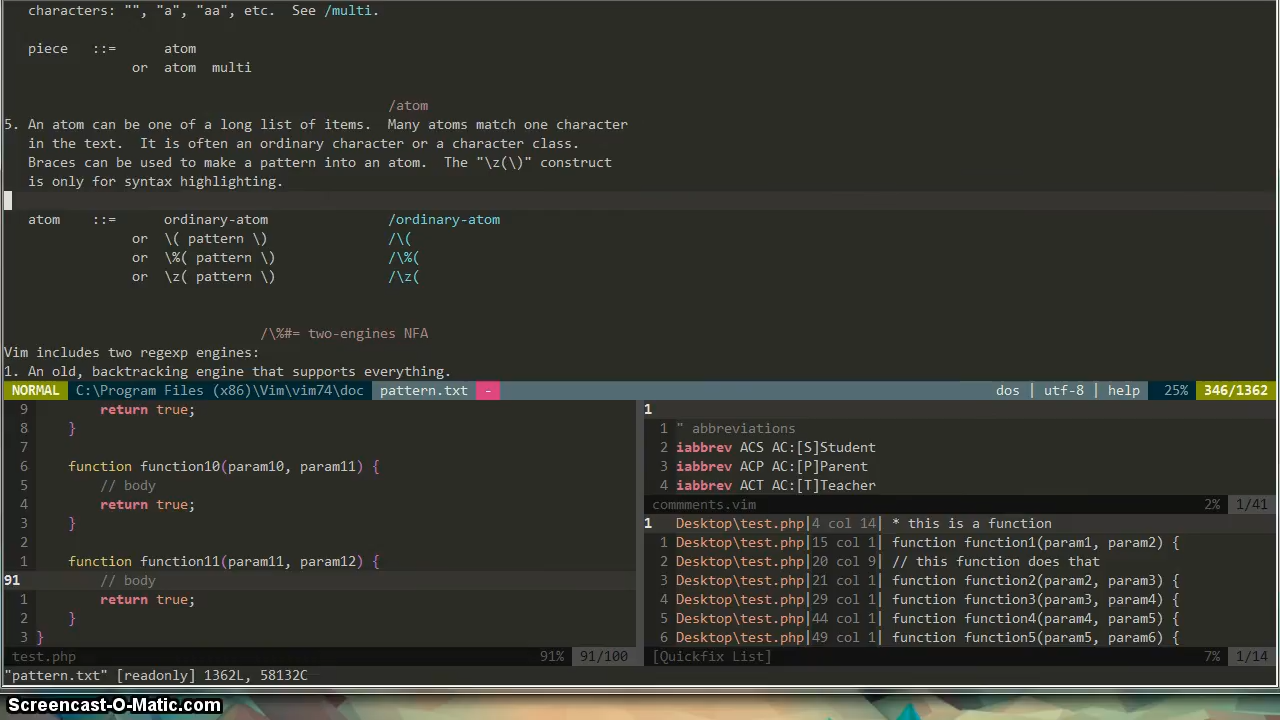 characters: "", "a", "aa", etc.  See /multi.
piece   ::=      atom
or  atom  multi
/atom
5. An atom can be one of a long list of items.  Many atoms match one character
in the text.  It is often an ordinary character or a character class.
Braces can be used to make a pattern into an atom.  The "\z(\)" construct
is only for syntax highlighting.
atom    ::=      ordinary-atom               /ordinary-atom
or  \( pattern \)               /\(
or  \%( pattern \)              /\%(
or  \z( pattern \)              /\z(
/\%#= two-engines NFA
Vim includes two regexp engines:
1. An old, backtracking engine that supports everything.
NORMAL C:\Program Files (x86)\Vim\vim74\doc pattern.txt - dos | utf-8 | help 25% 346/1362
9 return true;
8 }
7
6 function function10(param10, param11) {
5 // body
4 return true;
3 }
2
1 function function11(param11, param12) {
91 // body
1 return true;
2 }
3 }
test.php 91% 91/100
1
1 " abbreviations
2 iabbrev ACS AC:[S]Student
3 iabbrev ACP AC:[P]Parent
4 iabbrev ACT AC:[T]Teacher
commments.vim 2% 1/41
1 Desktop\test.php|4 col 14| * this is a function
1 Desktop\test.php|15 col 1| function function1(param1, param2) {
2 Desktop\test.php|20 col 9| // this function does that
3 Desktop\test.php|21 col 1| function function2(param2, param3) {
4 Desktop\test.php|29 col 1| function function3(param3, param4) {
5 Desktop\test.php|44 col 1| function function4(param4, param5) {
6 Desktop\test.php|49 col 1| function function5(param5, param6) {
[Quickfix List] 7% 1/14
"pattern.txt" [readonly] 1362L, 58132C
Screencast-O-Matic.com